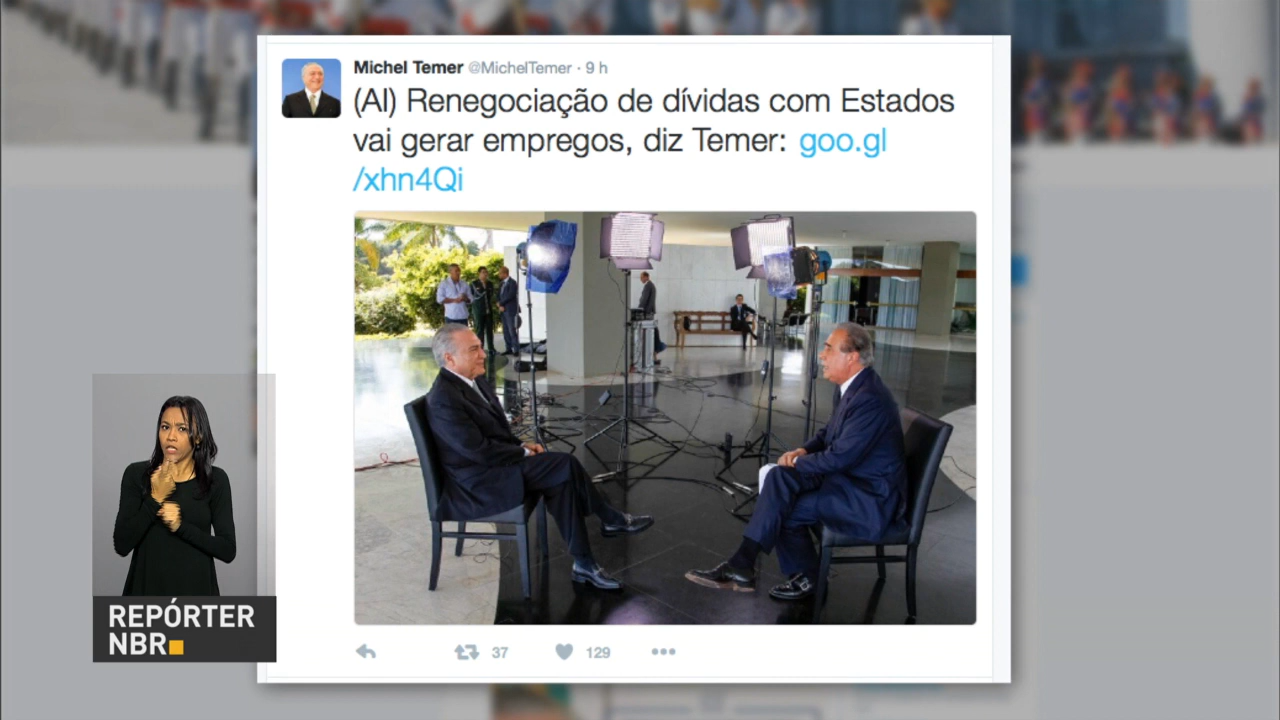 Michel Temer @MichelTemer · 9 h
(AI) Renegociação de dívidas com Estados
vai gerar empregos, diz Temer: goo.gl
/xhn4Qi
37 129
REPÓRTER
NBR